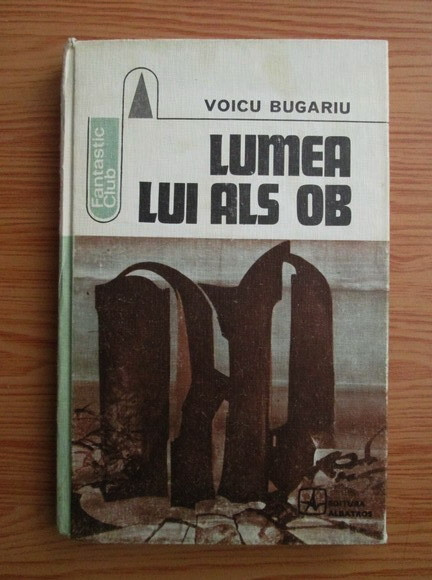 VOICU BUGARIU
LUMEA
LUI ALS OB
Fantastic
Club
EDITURA
ALBATROS